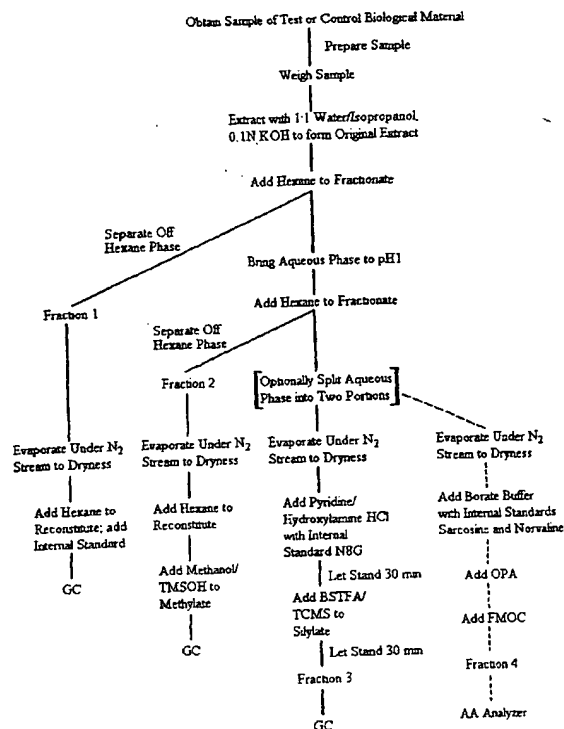 Obtain Sample of Test or Control Biological Material
Prepare Sample
Weigh Sample
Extract with 1:1 Water/Isopropanol,
0.1N KOH to form Original Extract
Add Hexane to Fractionate
Separate Off
Hexane Phase
Bring Aqueous Phase to pH1
Fraction 1
Add Hexane to Fractionate
Separate Off
Hexane Phase
Fraction 2
[Optionally Split Aqueous
Phase into Two Portions]
Evaporate Under N2
Stream to Dryness
Evaporate Under N2
Stream to Dryness
Evaporate Under N2
Stream to Dryness
Evaporate Under N2
Stream to Dryness
Add Hexane to
Reconstitute; add
Internal Standard
GC
Add Hexane to
Reconstitute
Add Methanol/
TMSOH to
Methylate
GC
Add Pyridine/
Hydroxylamine HCl
with Internal
Standard N8G
Let Stand 30 min
Add BSTFA/
TCMS to
Silylate
Let Stand 30 min
Fraction 3
GC
Add Borate Buffer
with Internal Standards
Sarcosine and Norvaline
Add OPA
Add FMOC
Fraction 4
AA Analyzer